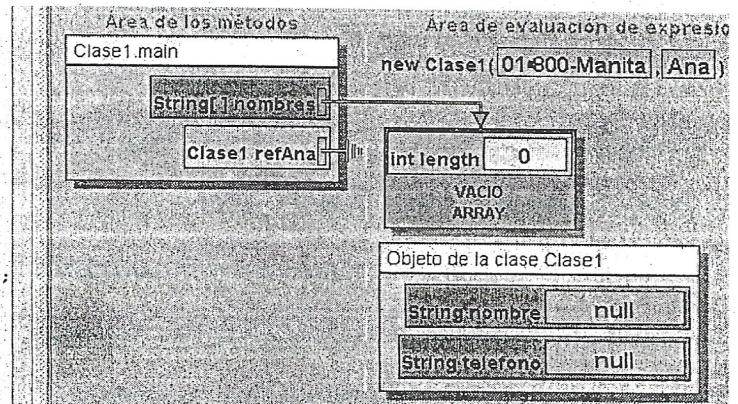 Área de los métodos
Área de evaluación de expresio
Clase1.main
new Clase1( 01-800-Manita , Ana )
String[ ] nombres
Clase1 refAna
int length 0
VACIO
ARRAY
Objeto de la clase Clase1
String nombre null
String telefono null